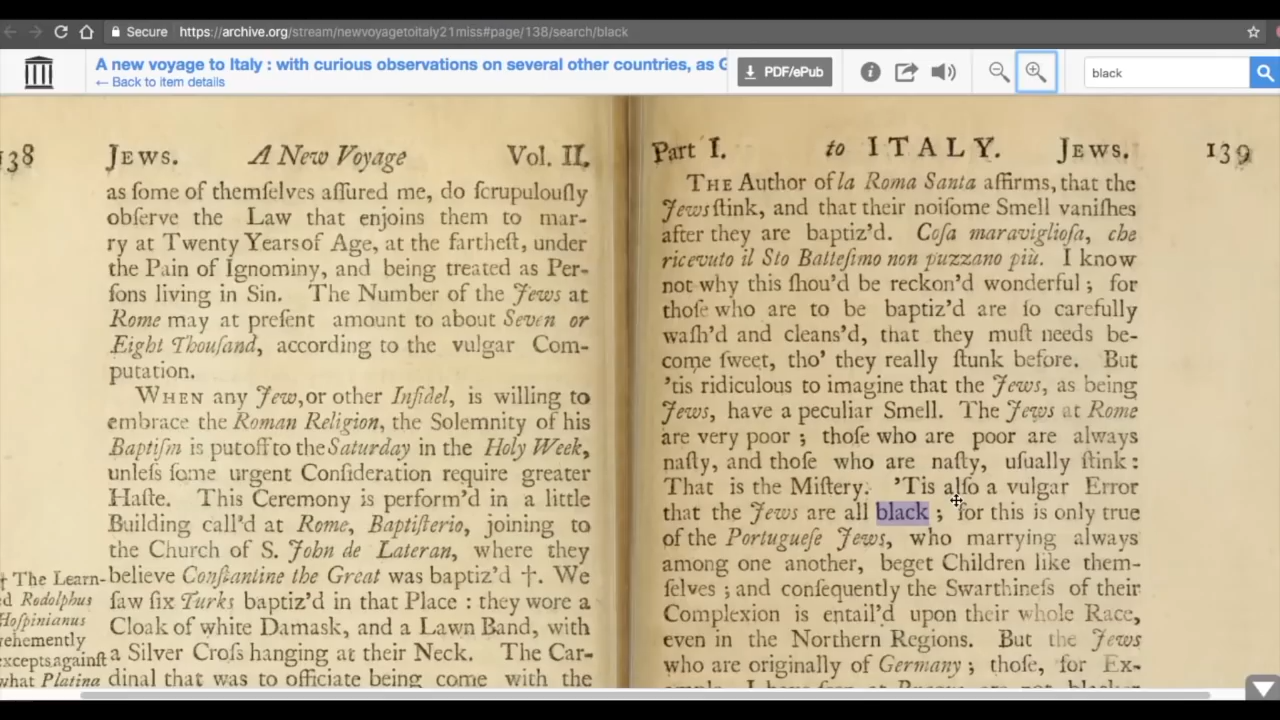 Secure https://archive.org/stream/newvoyagetoitaly21miss#page/138/search/black
A new voyage to Italy : with curious observations on several other countries, as G
← Back to item details
PDF/ePub
black
138 JEWS. A New Voyage Vol. II.
as ſome of themſelves aſſured me, do ſcrupulouſly
obſerve the Law that enjoins them to mar-
ry at Twenty Years of Age, at the fartheſt, under
the Pain of Ignominy, and being treated as Per-
ſons living in Sin. The Number of the Jews at
Rome may at preſent amount to about Seven or
Eight Thouſand, according to the vulgar Com-
putation.
WHEN any Jew, or other Infidel, is willing to
embrace the Roman Religion, the Solemnity of his
Baptiſm is put off to the Saturday in the Holy Week,
unleſs ſome urgent Conſideration require greater
Haſte. This Ceremony is perform'd in a little
Building call'd at Rome, Baptiſterio, joining to
the Church of S. John de Lateran, where they
believe Conſtantine the Great was baptiz'd †. We
ſaw ſix Turks baptiz'd in that Place : they wore a
Cloak of white Damask, and a Lawn Band, with
a Silver Croſs hanging at their Neck. The Car-
dinal that was to officiate being come with the
† The Learn-
ed Rodolphus
Hoſpinianus
vehemently
excepts againſt
what Platina
Part I. to ITALY. JEWS. 139
THE Author of la Roma Santa affirms, that the
Jews ſtink, and that their noiſome Smell vaniſhes
after they are baptiz'd. Coſa maraviglioſa, che
ricevuto il Sto Batteſimo non puzzano più. I know
not why this ſhou'd be reckon'd wonderful ; for
thoſe who are to be baptiz'd are ſo carefully
waſh'd and cleans'd, that they muſt needs be-
come ſweet, tho' they really ſtunk before. But
'tis ridiculous to imagine that the Jews, as being
Jews, have a peculiar Smell. The Jews at Rome
are very poor ; thoſe who are poor are always
naſty, and thoſe who are naſty, uſually ſtink :
That is the Miſtery. 'Tis alſo a vulgar Error
that the Jews are all black ; for this is only true
of the Portugueſe Jews, who marrying always
among one another, beget Children like them-
ſelves ; and conſequently the Swarthineſs of their
Complexion is entail'd upon their whole Race,
even in the Northern Regions. But the Jews
who are originally of Germany ; thoſe, for Ex-